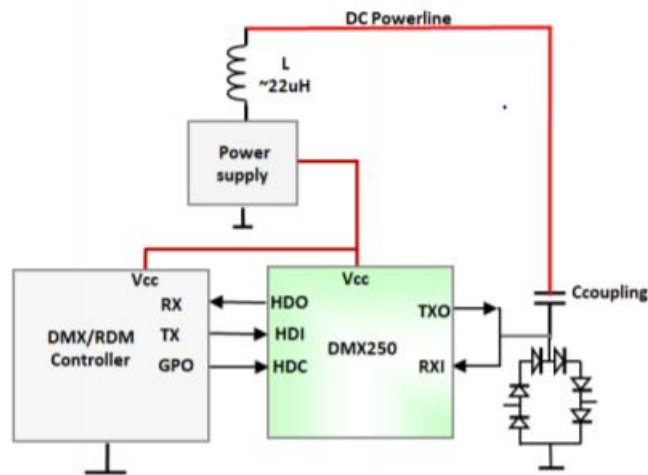 DC Powerline
L
~22uH
Power
supply
Vcc
Vcc
RX
HDO
TXO
Ccoupling
DMX/RDM
Controller
TX
HDI
DMX250
GPO
HDC
RXI